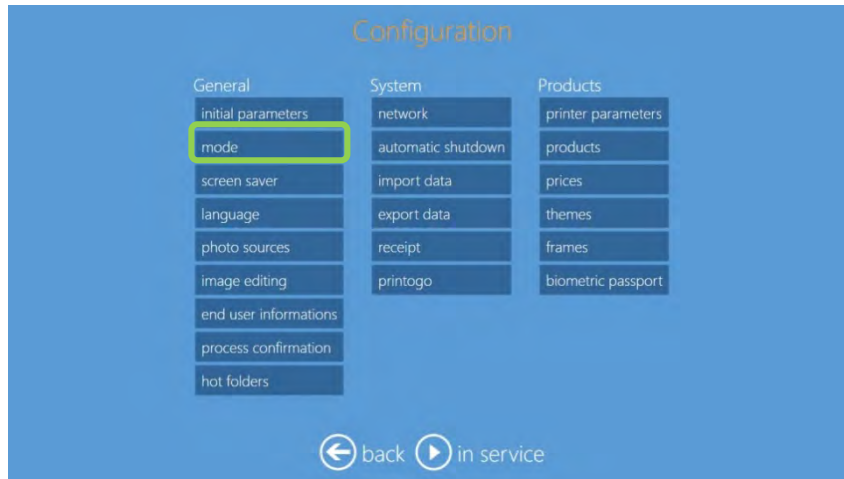 Configuration
General
initial parameters
mode
screen saver
language
photo sources
image editing
end user informations
process confirmation
hot folders
System
network
automatic shutdown
import data
export data
receipt
printogo
Products
printer parameters
products
prices
themes
frames
biometric passport
back in service